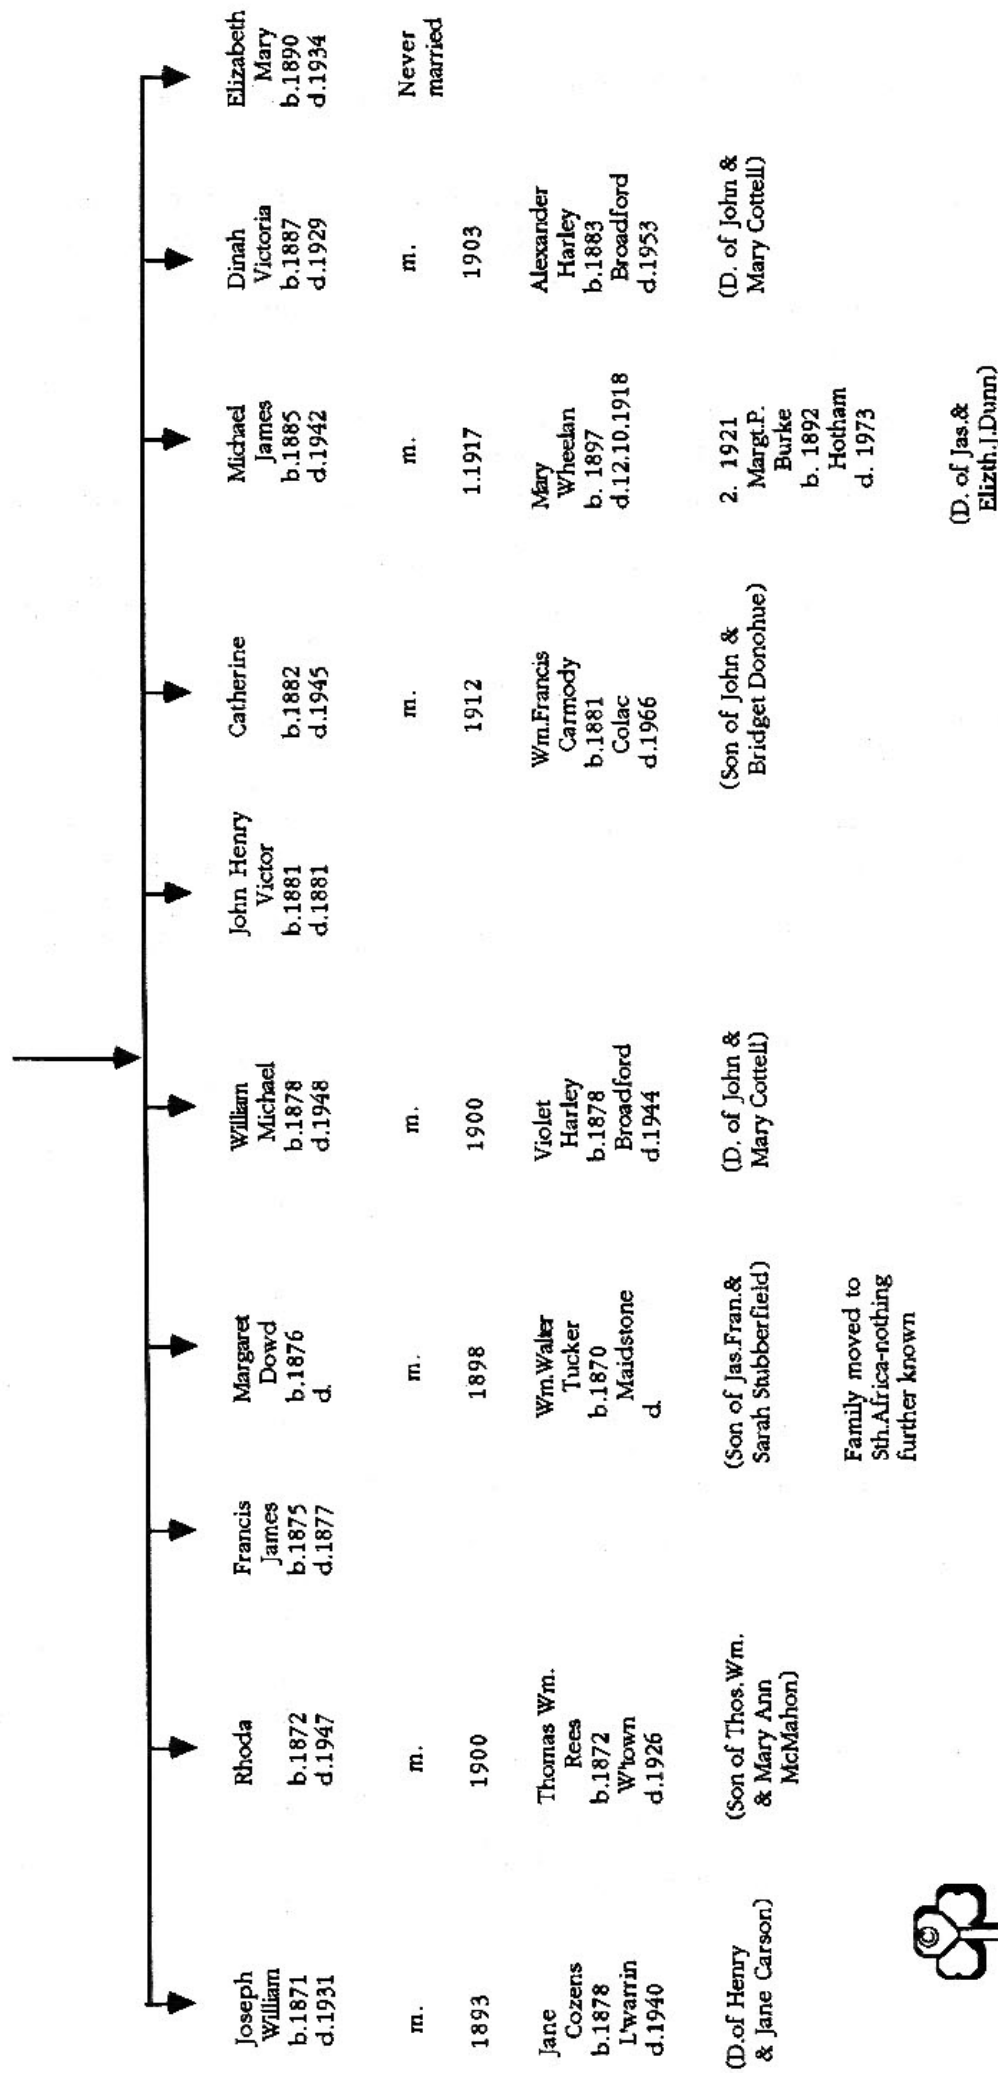 Joseph
William
b.1871
d.1931
m.
1893
Jane
Cozens
b.1878
L'warrin
d.1940
(D.of Henry
& Jane Carson)
Rhoda
b.1872
d.1947
m.
1900
Thomas Wm.
Rees
b.1872
W'town
d.1926
(Son of Thos.Wm.
& Mary Ann
McMahon)
Francis
James
b.1875
d.1877
Margaret
Dowd
b.1876
d.
m.
1898
Wm.Walter
Tucker
b.1870
Maidstone
d.
(Son of Jas.Fran.&
Sarah Stubberfield)
Family moved to
Sth.Africa-nothing
further known
William
Michael
b.1878
d.1948
m.
1900
Violet
Harley
b.1878
Broadford
d.1944
(D. of John &
Mary Cottell)
John Henry
Victor
b.1881
d.1881
Catherine
b.1882
d.1945
m.
1912
Wm.Francis
Carmody
b.1881
Colac
d.1966
(Son of John &
Bridget Donohue)
Michael
James
b.1885
d.1942
m.
1.1917
Mary
Wheelan
b. 1897
d.12.10.1918
2. 1921
Margt.P.
Burke
b. 1892
Hotham
d. 1973
(D. of Jas.&
Elizth.J.Dunn)
Dinah
Victoria
b.1887
d.1929
m.
1903
Alexander
Harley
b.1883
Broadford
d.1953
(D. of John &
Mary Cottell)
Elizabeth
Mary
b.1890
d.1934
Never
married
©